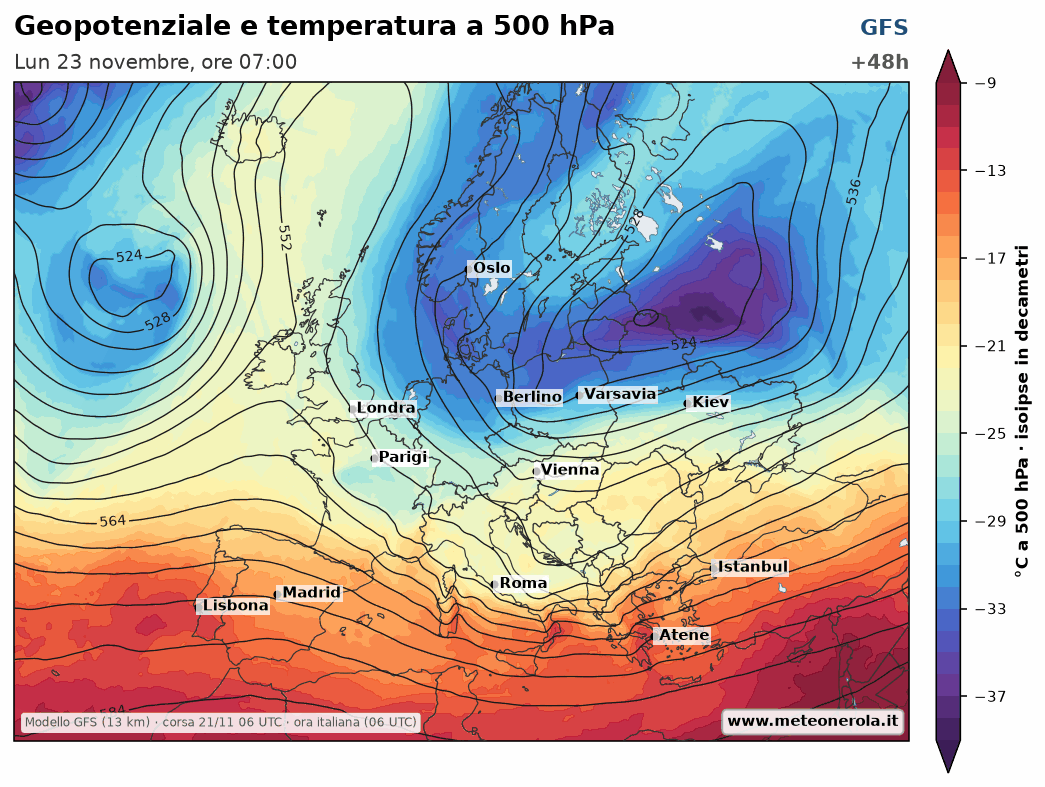 Geopotenziale e temperatura a 500 hPa
GFS
Lun 23 novembre, ore 07:00
+48h
−9
−13
−17
−21
−25
−29
−33
−37
°C a 500 hPa · isoipse in decametri
536
528
552
524
Oslo
528
524
Berlino
Varsavia
Kiev
Londra
Parigi
Vienna
564
Istanbul
Roma
Madrid
Lisbona
Atene
584
Modello GFS (13 km) · corsa 21/11 06 UTC · ora italiana (06 UTC)
www.meteonerola.it